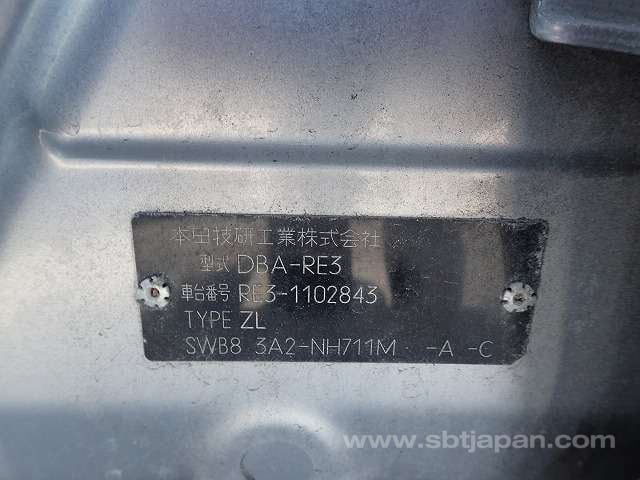 本田技研工業株式会社
型式 DBA-RE3
車台番号 RE3-1102843
TYPE ZL
SWB8 3A2-NH711M -A -C
www.sbtjapan.com